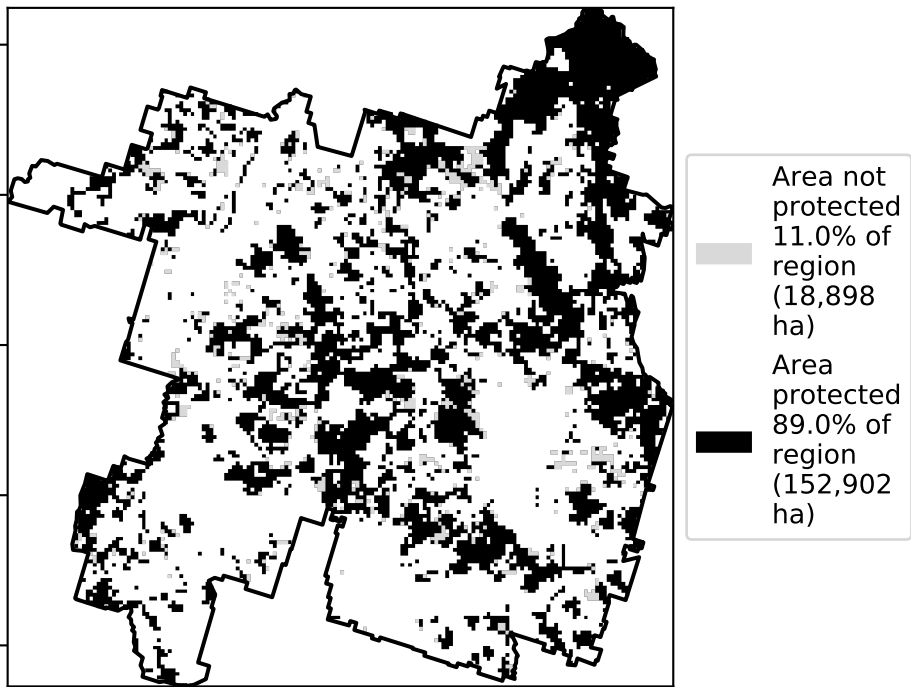 Area not
protected
11.0% of
region
(18,898
ha)
Area
protected
89.0% of
region
(152,902
ha)